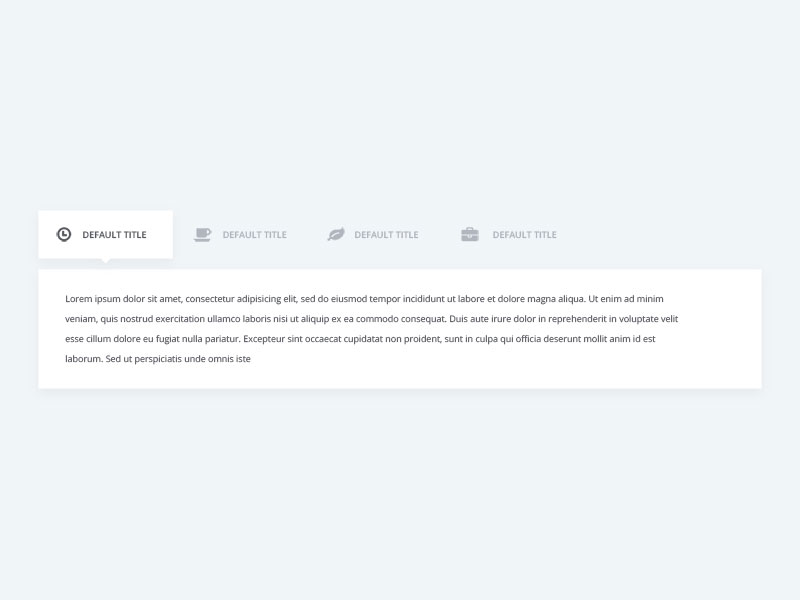 DEFAULT TITLE DEFAULT TITLE DEFAULT TITLE DEFAULT TITLE
Lorem ipsum dolor sit amet, consectetur adipisicing elit, sed do eiusmod tempor incididunt ut labore et dolore magna aliqua. Ut enim ad minim
veniam, quis nostrud exercitation ullamco laboris nisi ut aliquip ex ea commodo consequat. Duis aute irure dolor in reprehenderit in voluptate velit
esse cillum dolore eu fugiat nulla pariatur. Excepteur sint occaecat cupidatat non proident, sunt in culpa qui officia deserunt mollit anim id est
laborum. Sed ut perspiciatis unde omnis iste